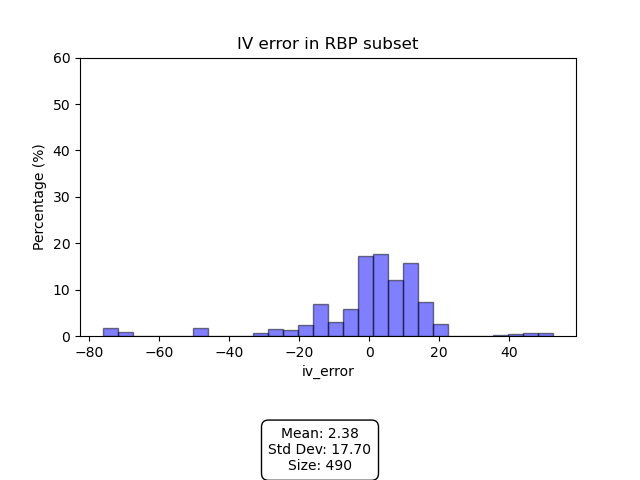 IV error in RBP subset
60
50
40
30
20
10
0
Percentage (%)
−80 −60 −40 −20 0 20 40
iv_error
Mean: 2.38
Std Dev: 17.70
Size: 490